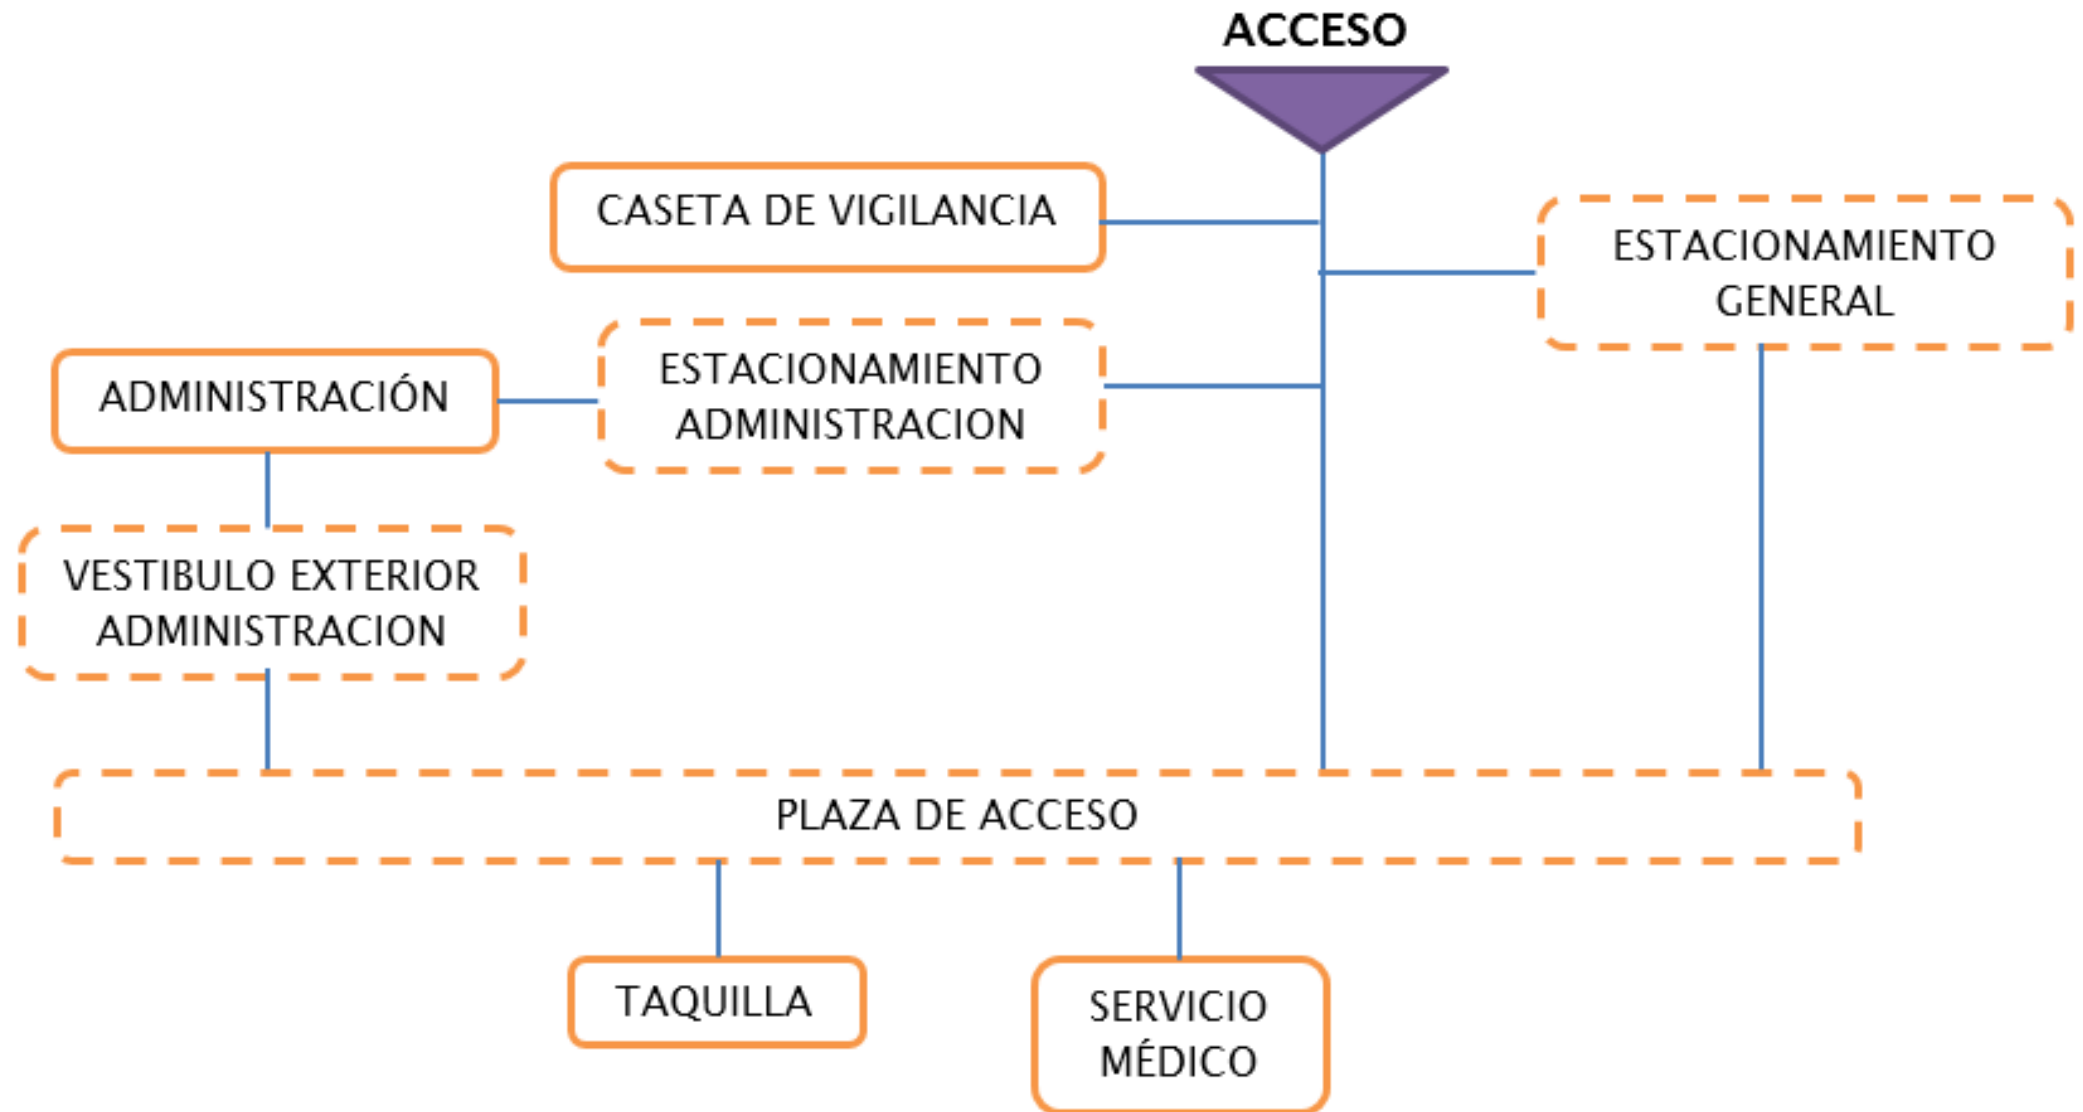 ACCESO
CASETA DE VIGILANCIA
ESTACIONAMIENTO
GENERAL
ESTACIONAMIENTO
ADMINISTRACION
ADMINISTRACIÓN
VESTIBULO EXTERIOR
ADMINISTRACION
PLAZA DE ACCESO
TAQUILLA
SERVICIO
MÉDICO